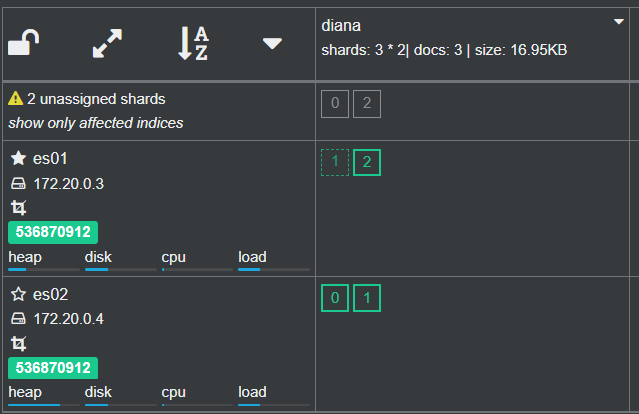 A
Z
diana
shards: 3 * 2| docs: 3 | size: 16.95KB
2 unassigned shards
show only affected indices
0 2
es01
172.20.0.3
536870912
heap disk cpu load
1 2
es02
172.20.0.4
536870912
heap disk cpu load
0 1